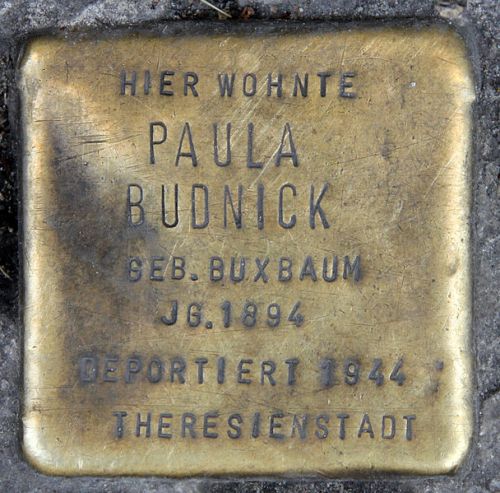 HIER WOHNTE
PAULA
BUDNICK
GEB. BUXBAUM
JG. 1894
DEPORTIERT 1944
THERESIENSTADT